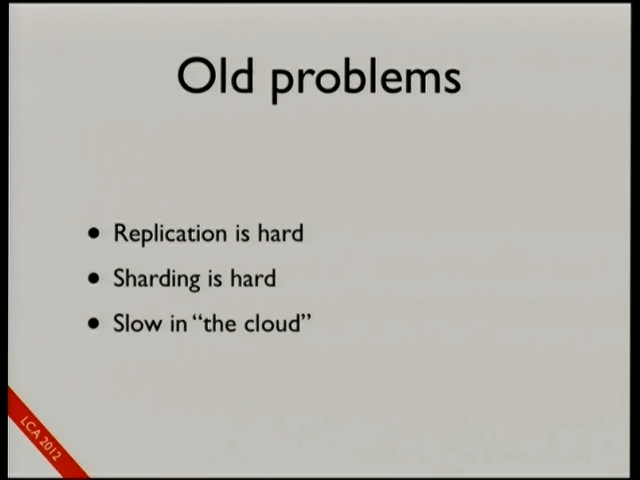 Old problems
• Replication is hard
• Sharding is hard
• Slow in “the cloud”
LCA 2012